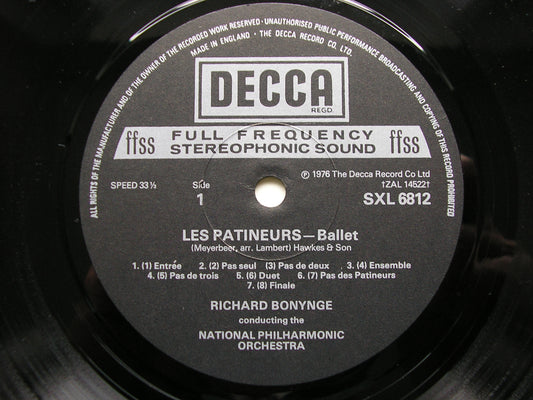 ALL RIGHTS OF THE MANUFACTURER AND OF THE OWNER OF THE RECORDED WORK RESERVED · UNAUTHORISED PUBLIC PERFORMANCE BROADCASTING AND COPYING OF THIS RECORD PROHIBITED
MADE IN ENGLAND · THE DECCA RECORD CO. LTD.
DECCA
REGD.
ffss FULL FREQUENCY ffss
STEREOPHONIC SOUND
℗ 1976 The Decca Record Co Ltd
SPEED 33⅓ Side ‡ZAL 14522†
1 SXL 6812
LES PATINEURS—Ballet
(Meyerbeer, arr. Lambert) Hawkes & Son
1. (1) Entrée 2. (2) Pas seul (3) Pas de deux 3. (4) Ensemble
4. (5) Pas de trois 5. (6) Duet 6. (7) Pas des Patineurs
7. (8) Finale
RICHARD BONYNGE
conducting the
NATIONAL PHILHARMONIC
ORCHESTRA